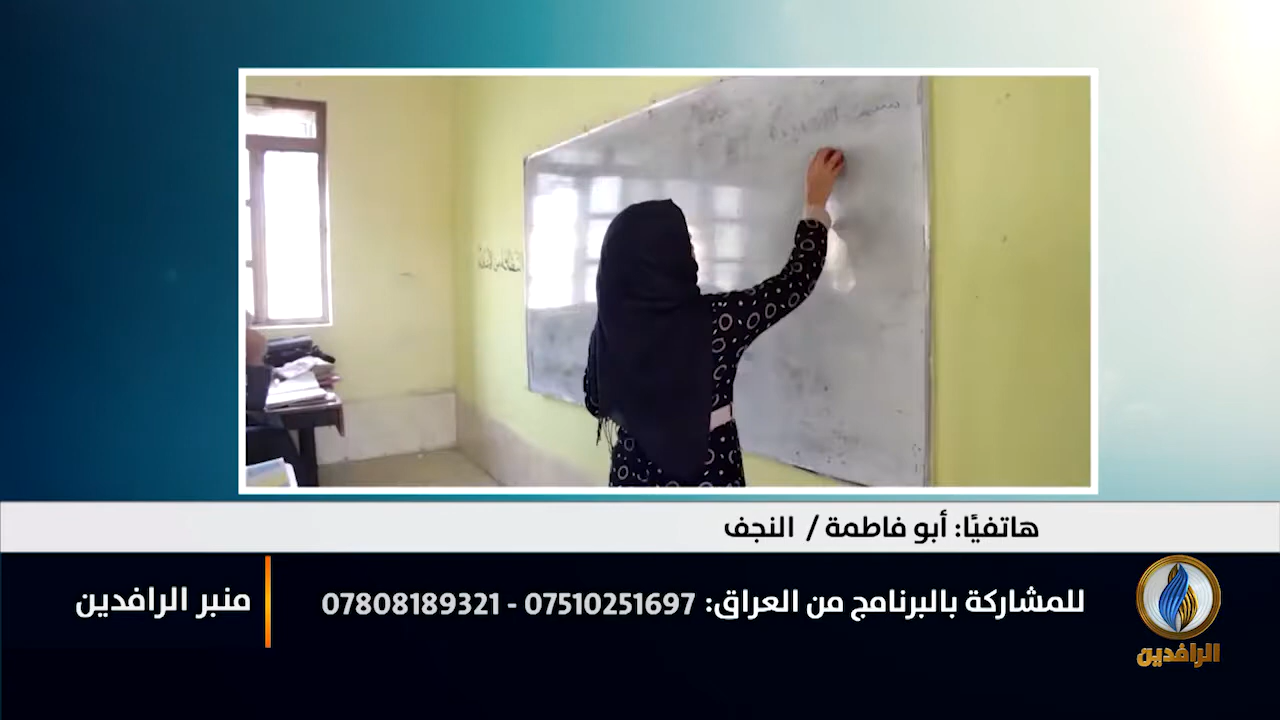 هاتفيًا: أبو فاطمة / النجف
للمشاركة بالبرنامج من العراق: 07510251697 - 07808189321
منبر الرافدين
الرافدين